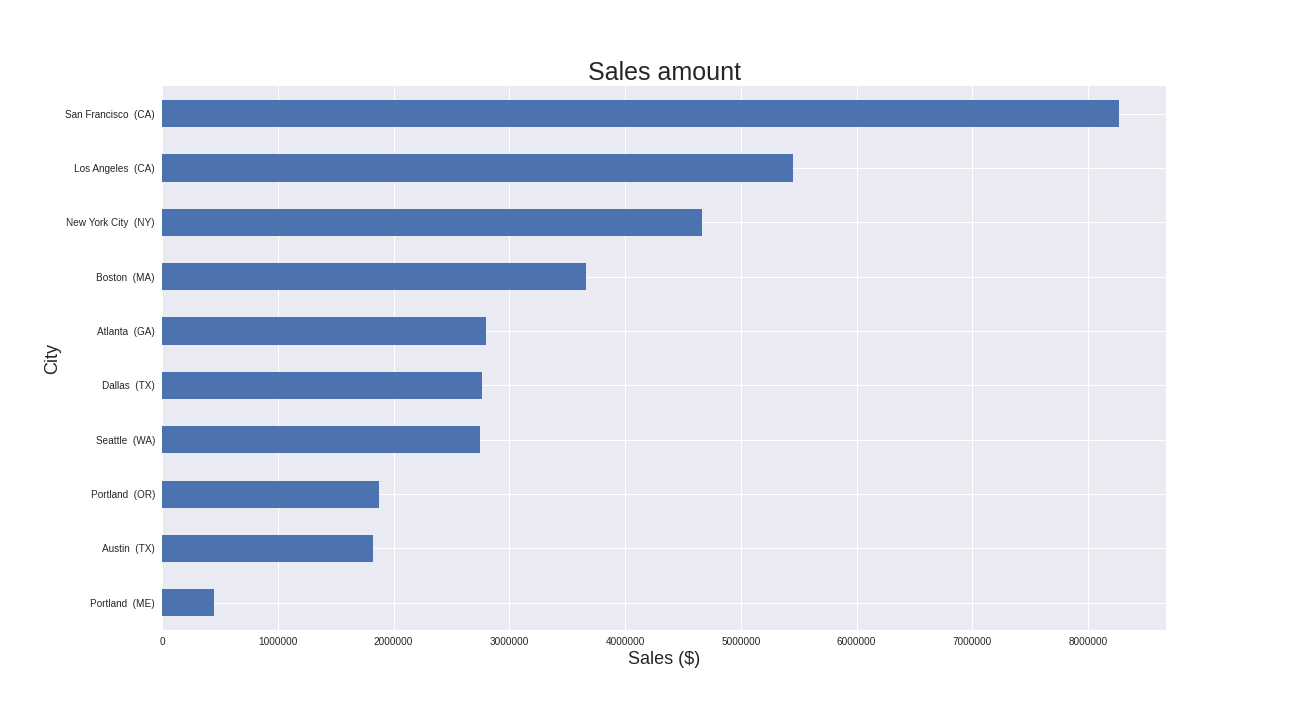 Sales amount
San Francisco  (CA)
Los Angeles  (CA)
New York City  (NY)
Boston  (MA)
Atlanta  (GA)
Dallas  (TX)
Seattle  (WA)
Portland  (OR)
Austin  (TX)
Portland  (ME)
City
0 1000000 2000000 3000000 4000000 5000000 6000000 7000000 8000000
Sales ($)